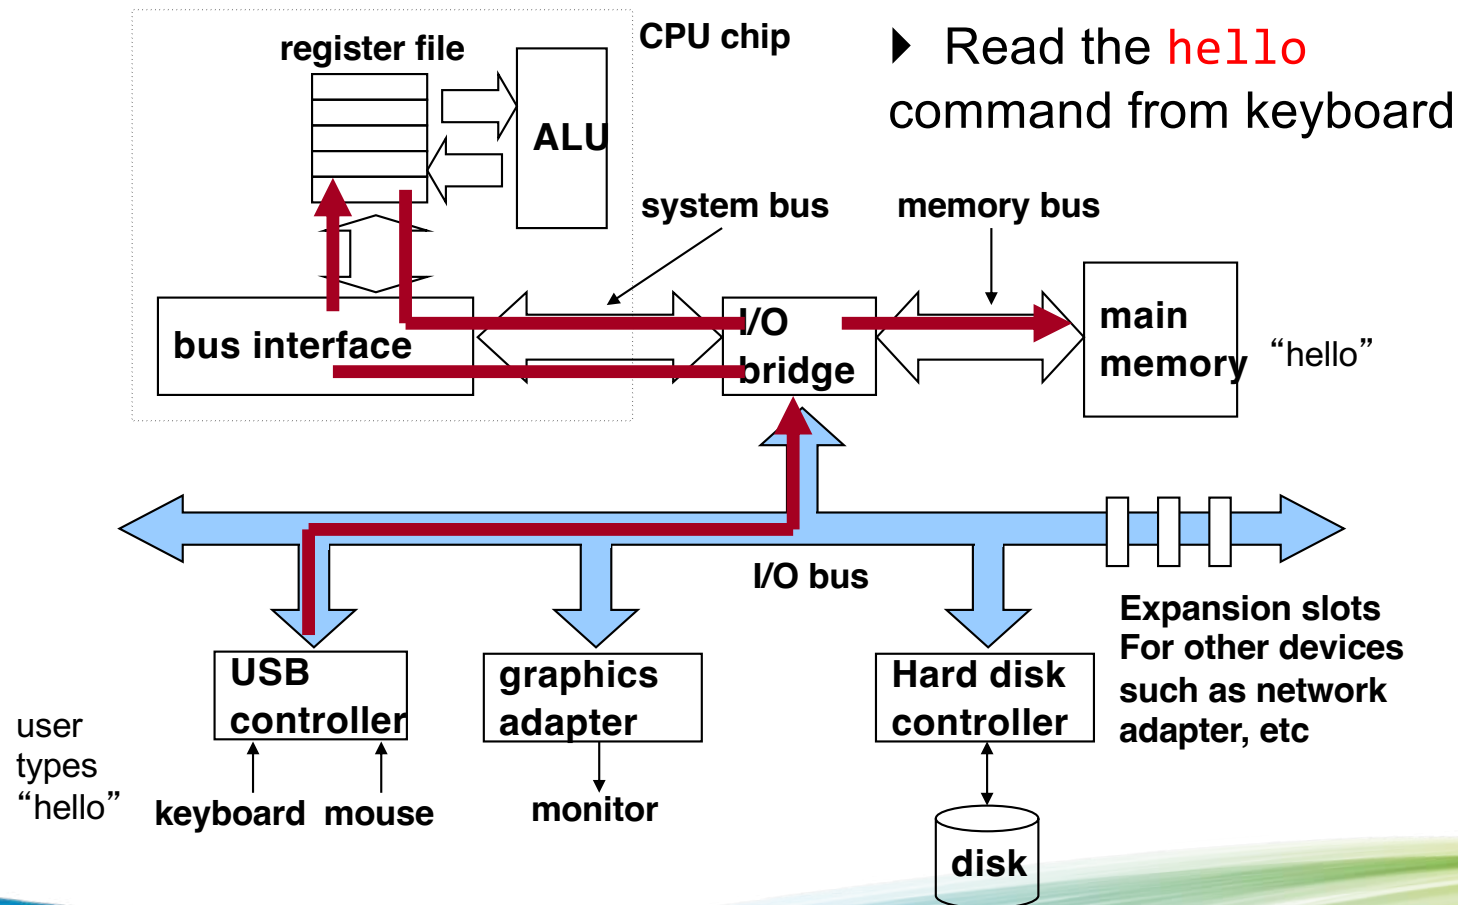 ▶ Read the hello
command from keyboard
CPU chip
register file
ALU
system bus
memory bus
bus interface
I/O
bridge
main
memory
“hello”
I/O bus
Expansion slots
For other devices
such as network
adapter, etc
USB
controller
graphics
adapter
Hard disk
controller
user
types
“hello”
keyboard
mouse
monitor
disk